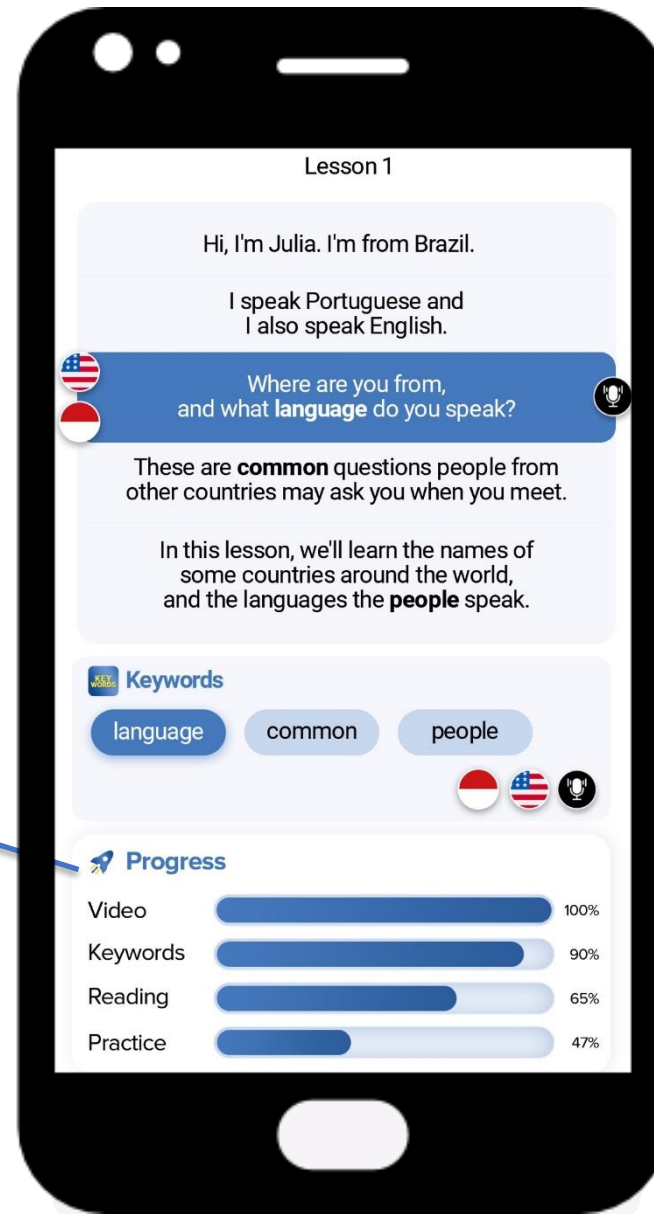 Lesson 1
Hi, I'm Julia. I'm from Brazil.
I speak Portuguese and
I also speak English.
Where are you from,
and what language do you speak?
These are common questions people from
other countries may ask you when you meet.
In this lesson, we'll learn the names of
some countries around the world,
and the languages the people speak.
KEY
WORDS
Keywords
language common people
Progress
Video 100%
Keywords 90%
Reading 65%
Practice 47%